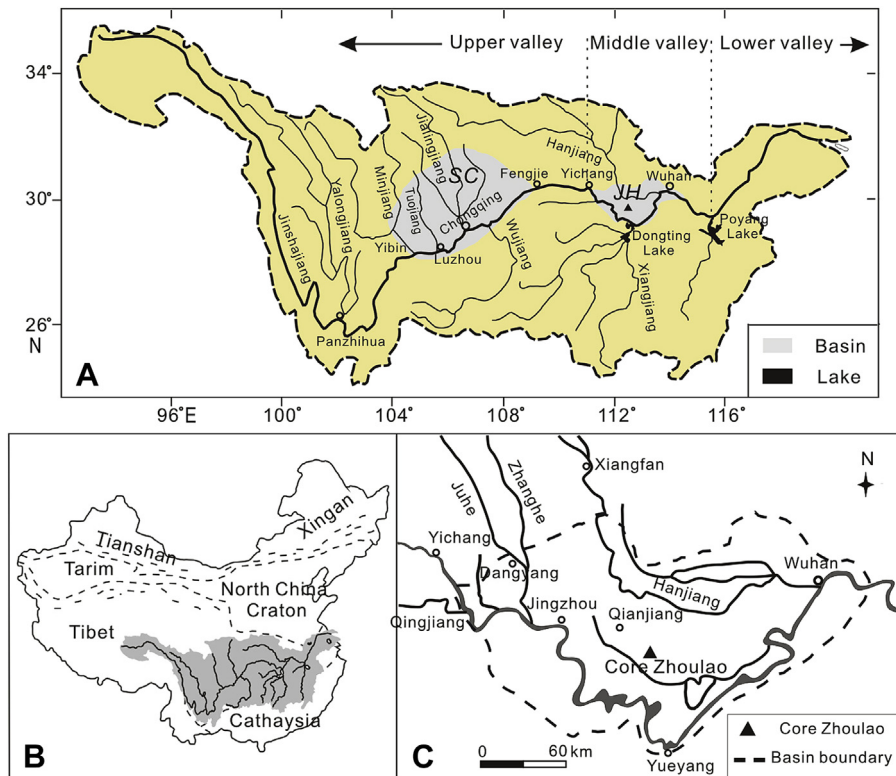 Upper valley
Middle valley
Lower valley
34°
30°
26°
N
Jinshajiang
Yalongjiang
Minjiang
Tuojiang
Jialingjiang
SC
Chongqing
Fengjie
Yichang
Hanjiang
JH
Wuhan
Yibin
Luzhou
Wujiang
Dongting
Lake
Poyang
Lake
Xiangjiang
Panzhihua
Basin
Lake
A
96°E
100°
104°
108°
112°
116°
Tianshan
Xingan
Tarim
North China
Craton
Tibet
Cathaysia
B
N
Xiangfan
Juhe
Zhanghe
Yichang
Dangyang
Wuhan
Hanjiang
Qingjiang
Jingzhou
Qianjiang
Core Zhoulao
Yueyang
0
60 km
Core Zhoulao
Basin boundary
C